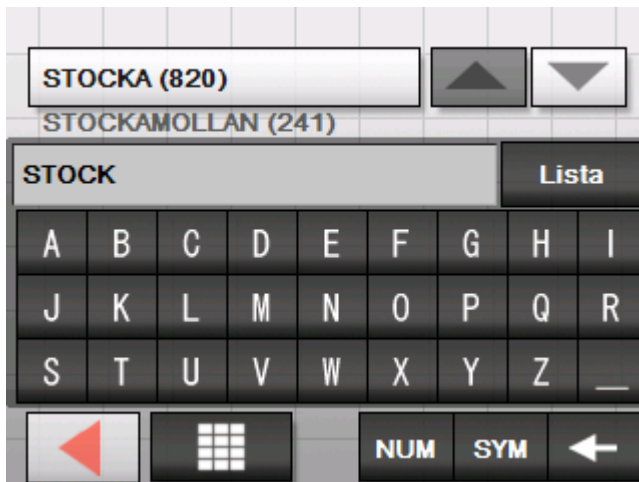 STOCKA (820)
STOCKAMOLLAN (241)
STOCK Lista
A B C D E F G H I
J K L M N O P Q R
S T U V W X Y Z _
NUM SYM